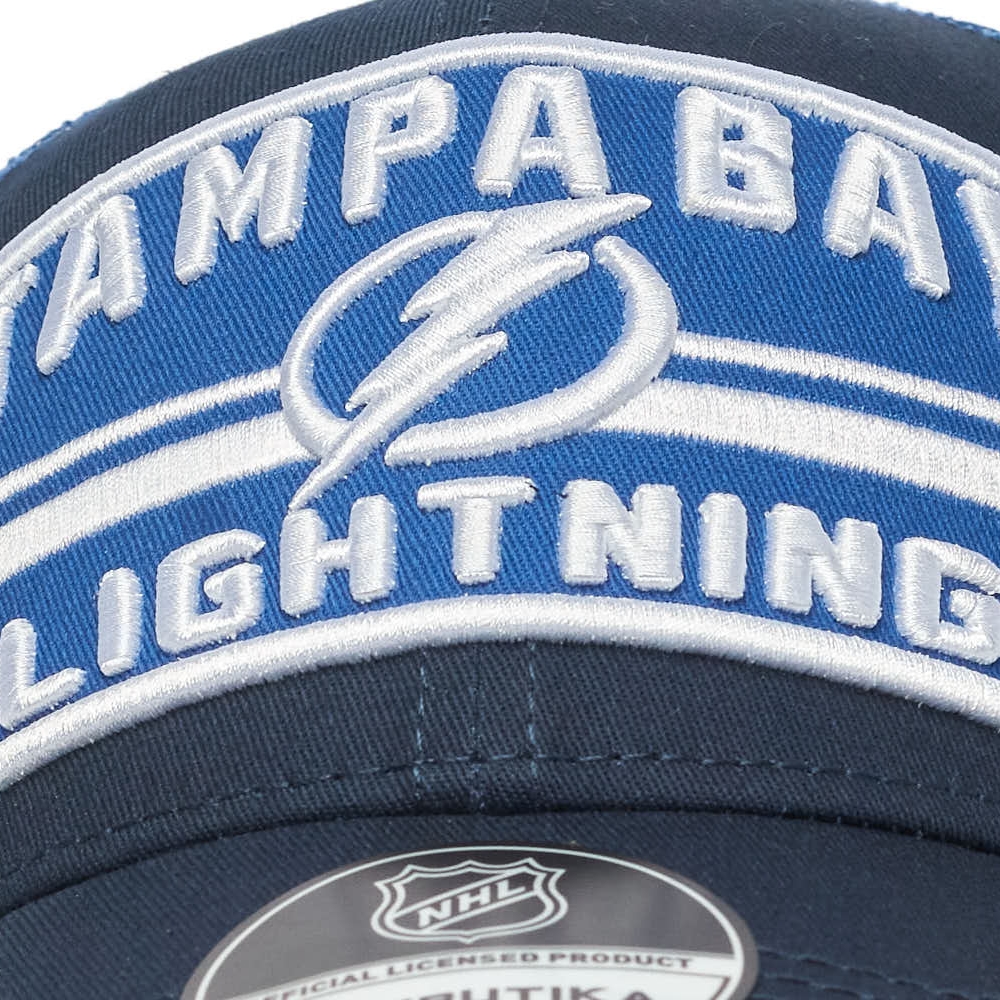 TAMPA BAY
LIGHTNING
NHL
OFFICIAL LICENSED PRODUCT